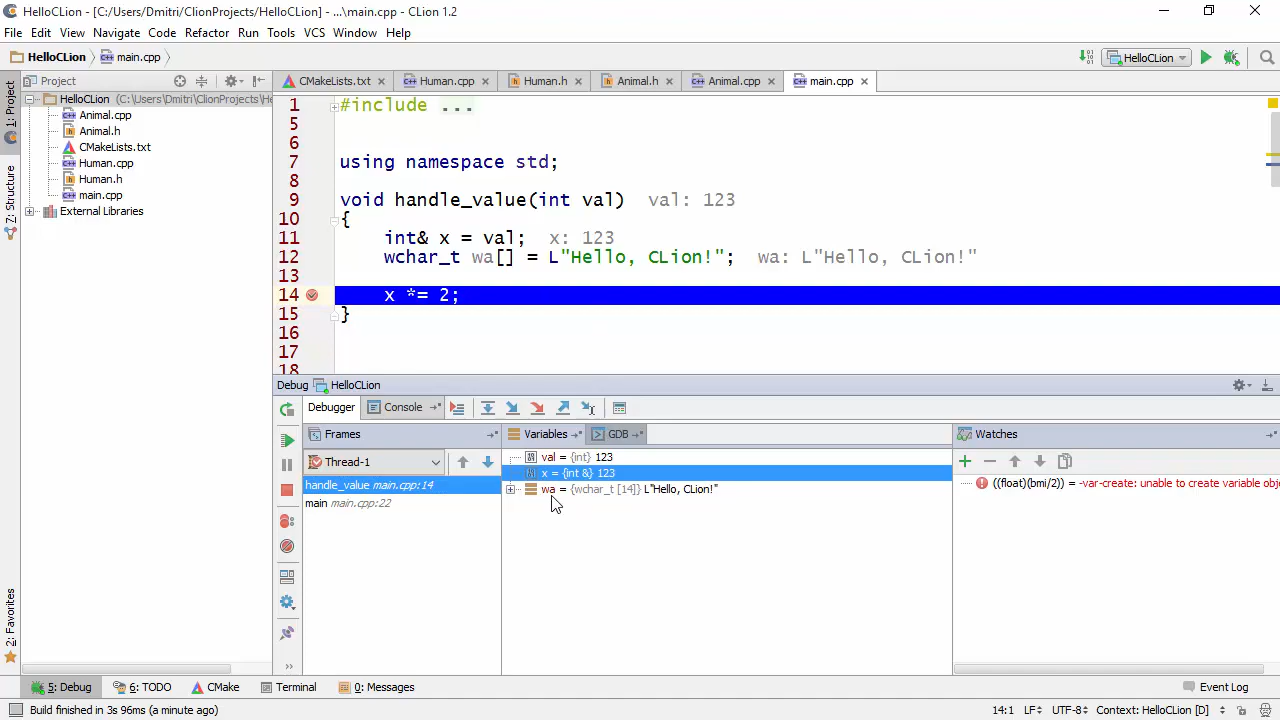 HelloCLion - [C:/Users/Dmitri/ClionProjects/HelloCLion] - ...\main.cpp - CLion 1.2
File Edit View Navigate Code Refactor Run Tools VCS Window Help
HelloCLion main.cpp HelloCLion
1: Project
Z: Structure
2: Favorites
Project
HelloCLion (C:\Users\Dmitri\ClionProjects\He
Animal.cpp
Animal.h
CMakeLists.txt
Human.cpp
Human.h
main.cpp
External Libraries
CMakeLists.txt Human.cpp Human.h Animal.h Animal.cpp main.cpp
1 #include ...
5
6
7 using namespace std;
8
9 void handle_value(int val) val: 123
10 {
11 int& x = val; x: 123
12 wchar_t wa[] = L"Hello, CLion!"; wa: L"Hello, CLion!"
13
14 x *= 2;
15 }
16
17
18
Debug HelloCLion
Debugger Console
Frames
Thread-1
handle_value main.cpp:14
main main.cpp:22
Variables GDB
val = {int} 123
x = {int &} 123
wa = {wchar_t [14]} L"Hello, CLion!"
Watches
((float)(bmi/2)) = -var-create: unable to create variable obje
5: Debug 6: TODO CMake Terminal 0: Messages Event Log
Build finished in 3s 96ms (a minute ago) 14:1 LF÷ UTF-8÷ Context: HelloCLion [D]